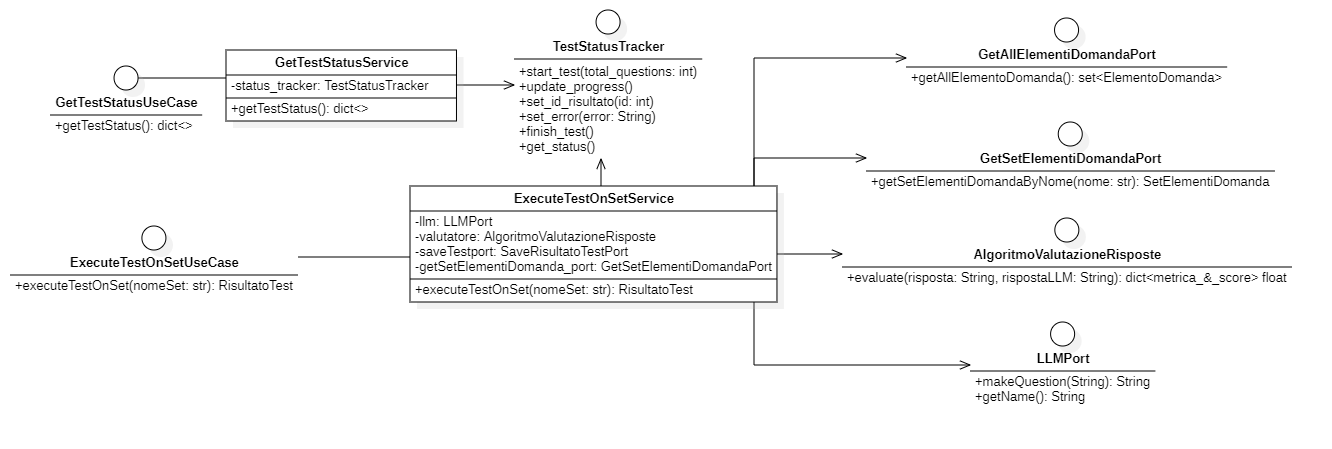 GetTestStatusUseCase
+getTestStatus(): dict<>
GetTestStatusService
-status_tracker: TestStatusTracker
+getTestStatus(): dict<>
TestStatusTracker
+start_test(total_questions: int)
+update_progress()
+set_id_risultato(id: int)
+set_error(error: String)
+finish_test()
+get_status()
GetAllElementiDomandaPort
+getAllElementoDomanda(): set<ElementoDomanda>
GetSetElementiDomandaPort
+getSetElementiDomandaByNome(nome: str): SetElementiDomanda
ExecuteTestOnSetUseCase
+executeTestOnSet(nomeSet: str): RisultatoTest
ExecuteTestOnSetService
-llm: LLMPort
-valutatore: AlgoritmoValutazioneRisposte
-saveTestport: SaveRisultatoTestPort
-getSetElementiDomanda_port: GetSetElementiDomandaPort
+executeTestOnSet(nomeSet: str): RisultatoTest
AlgoritmoValutazioneRisposte
+evaluate(risposta: String, rispostaLLM: String): dict<metrica_&_score> float
LLMPort
+makeQuestion(String): String
+getName(): String